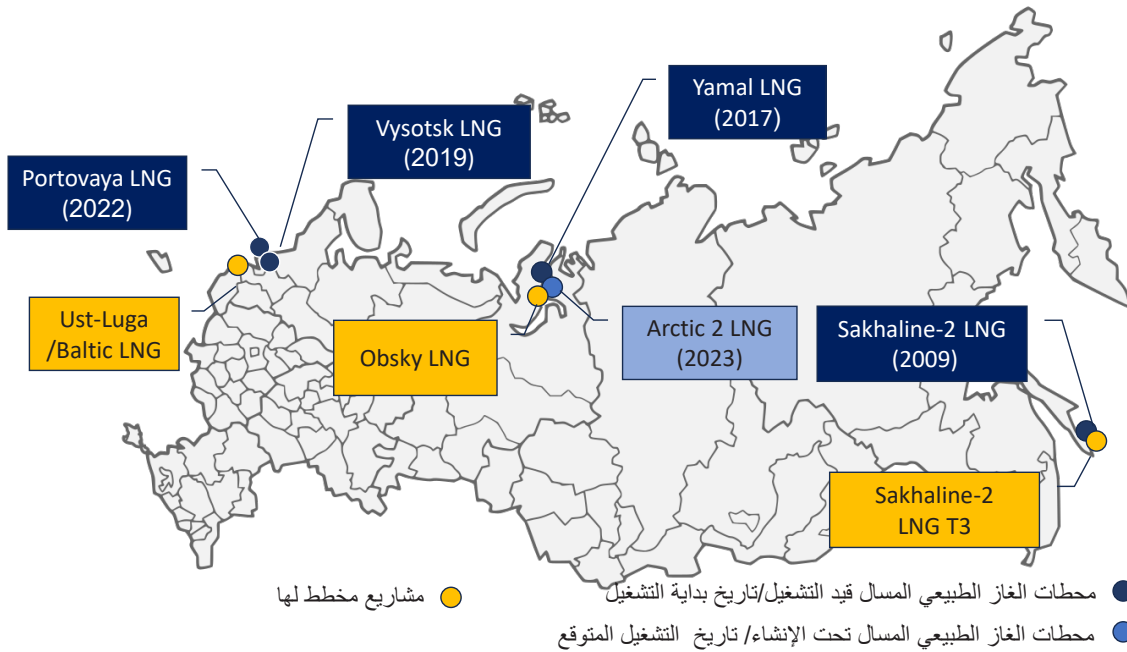 Yamal LNG
(2017)
Vysotsk LNG
(2019)
Portovaya LNG
(2022)
Ust-Luga
/Baltic LNG
Obsky LNG
Arctic 2 LNG
(2023)
Sakhaline-2 LNG
(2009)
Sakhaline-2
LNG T3
محطات الغاز الطبيعي المسال قيد التشغيل/تاريخ بداية التشغيل
مشاريع مخطط لها
محطات الغاز الطبيعي المسال تحت الإنشاء/ تاريخ التشغيل المتوقع